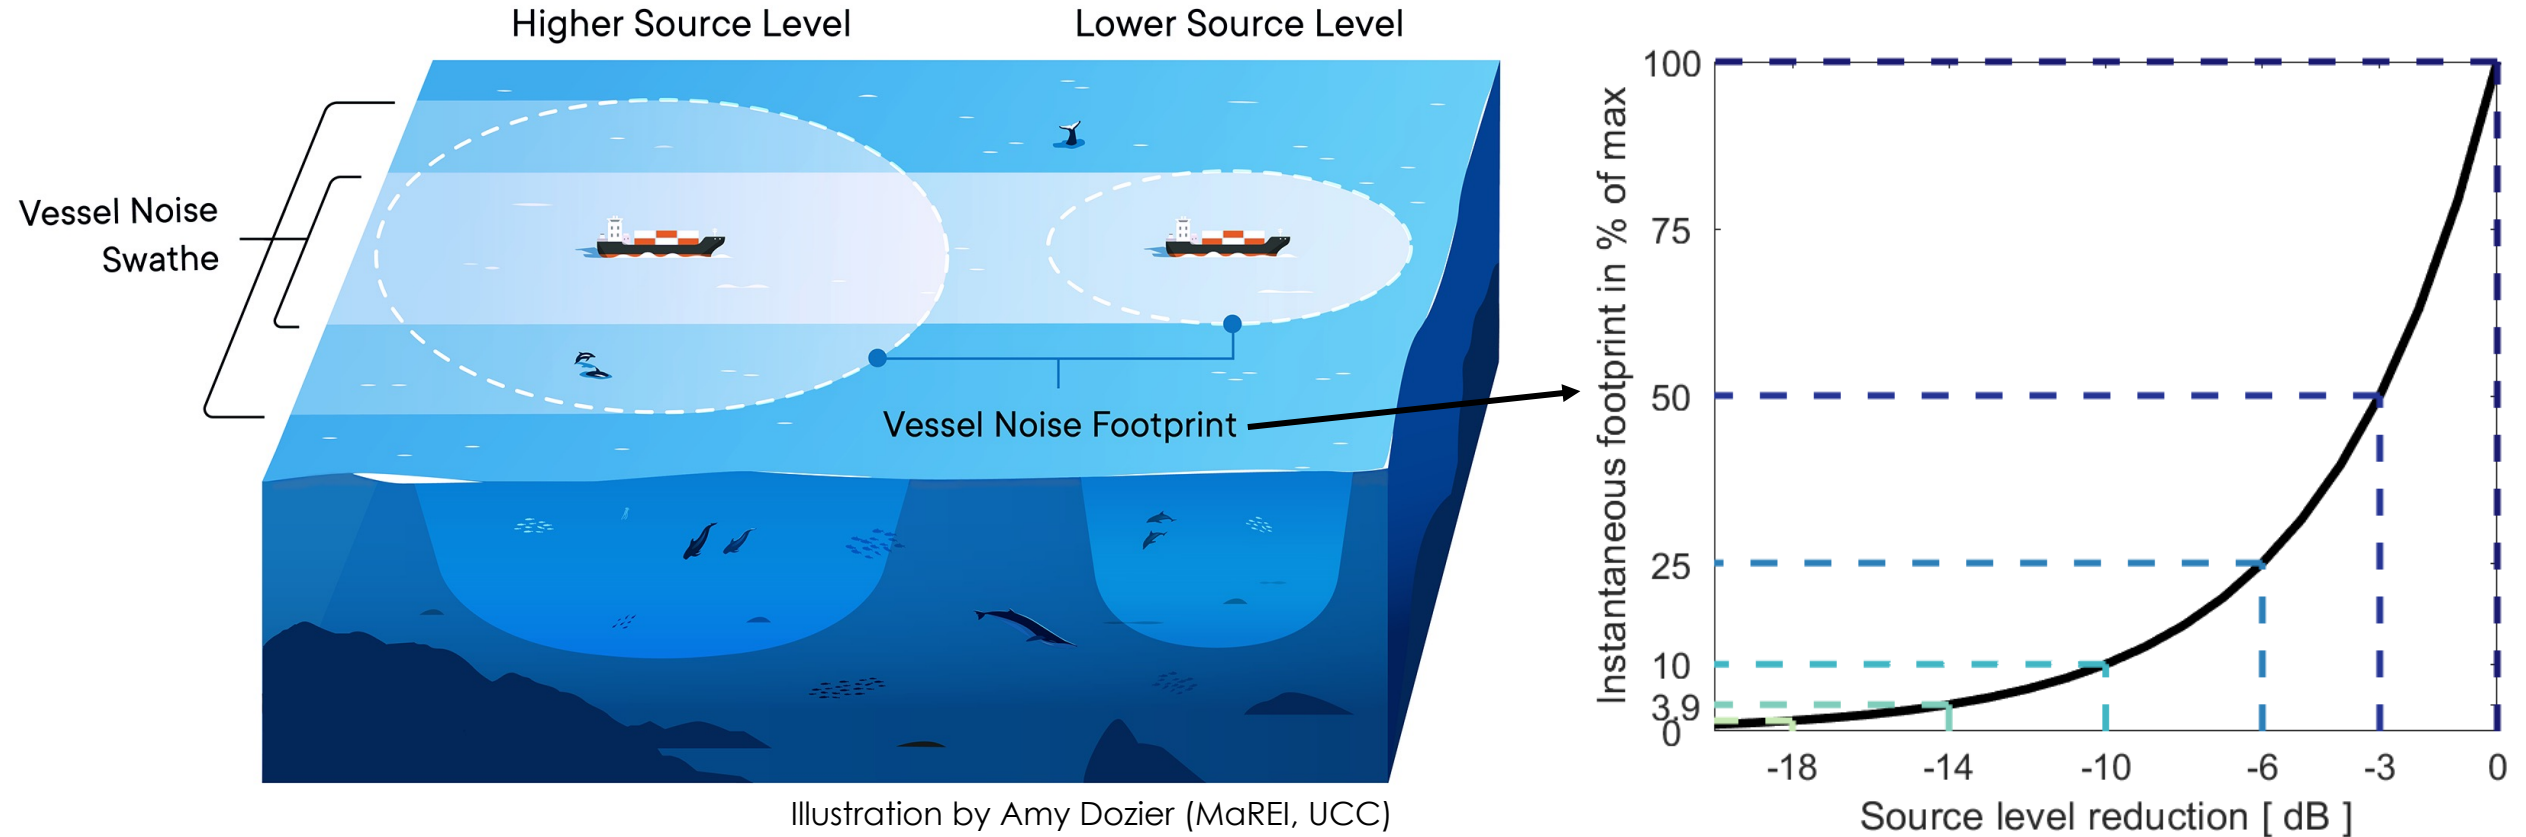 Higher Source Level
Lower Source Level
Vessel Noise
Swathe
Vessel Noise Footprint
Illustration by Amy Dozier (MaREI, UCC)
Instantaneous footprint in % of max
100
75
50
25
10
3.9
0
-18 -14 -10 -6 -3 0
Source level reduction [ dB ]